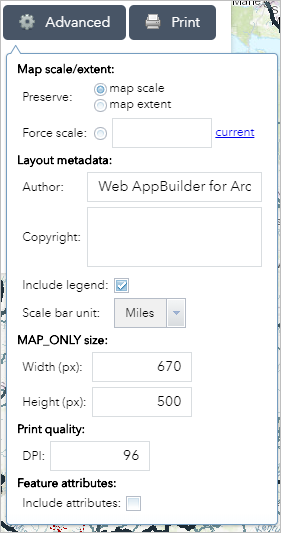 Advanced
Print
Map scale/extent:
Preserve: map scale
map extent
Force scale: current
Layout metadata:
Author: Web AppBuilder for Arc
Copyright:
Include legend:
Scale bar unit: Miles
MAP_ONLY size:
Width (px): 670
Height (px): 500
Print quality:
DPI: 96
Feature attributes:
Include attributes: